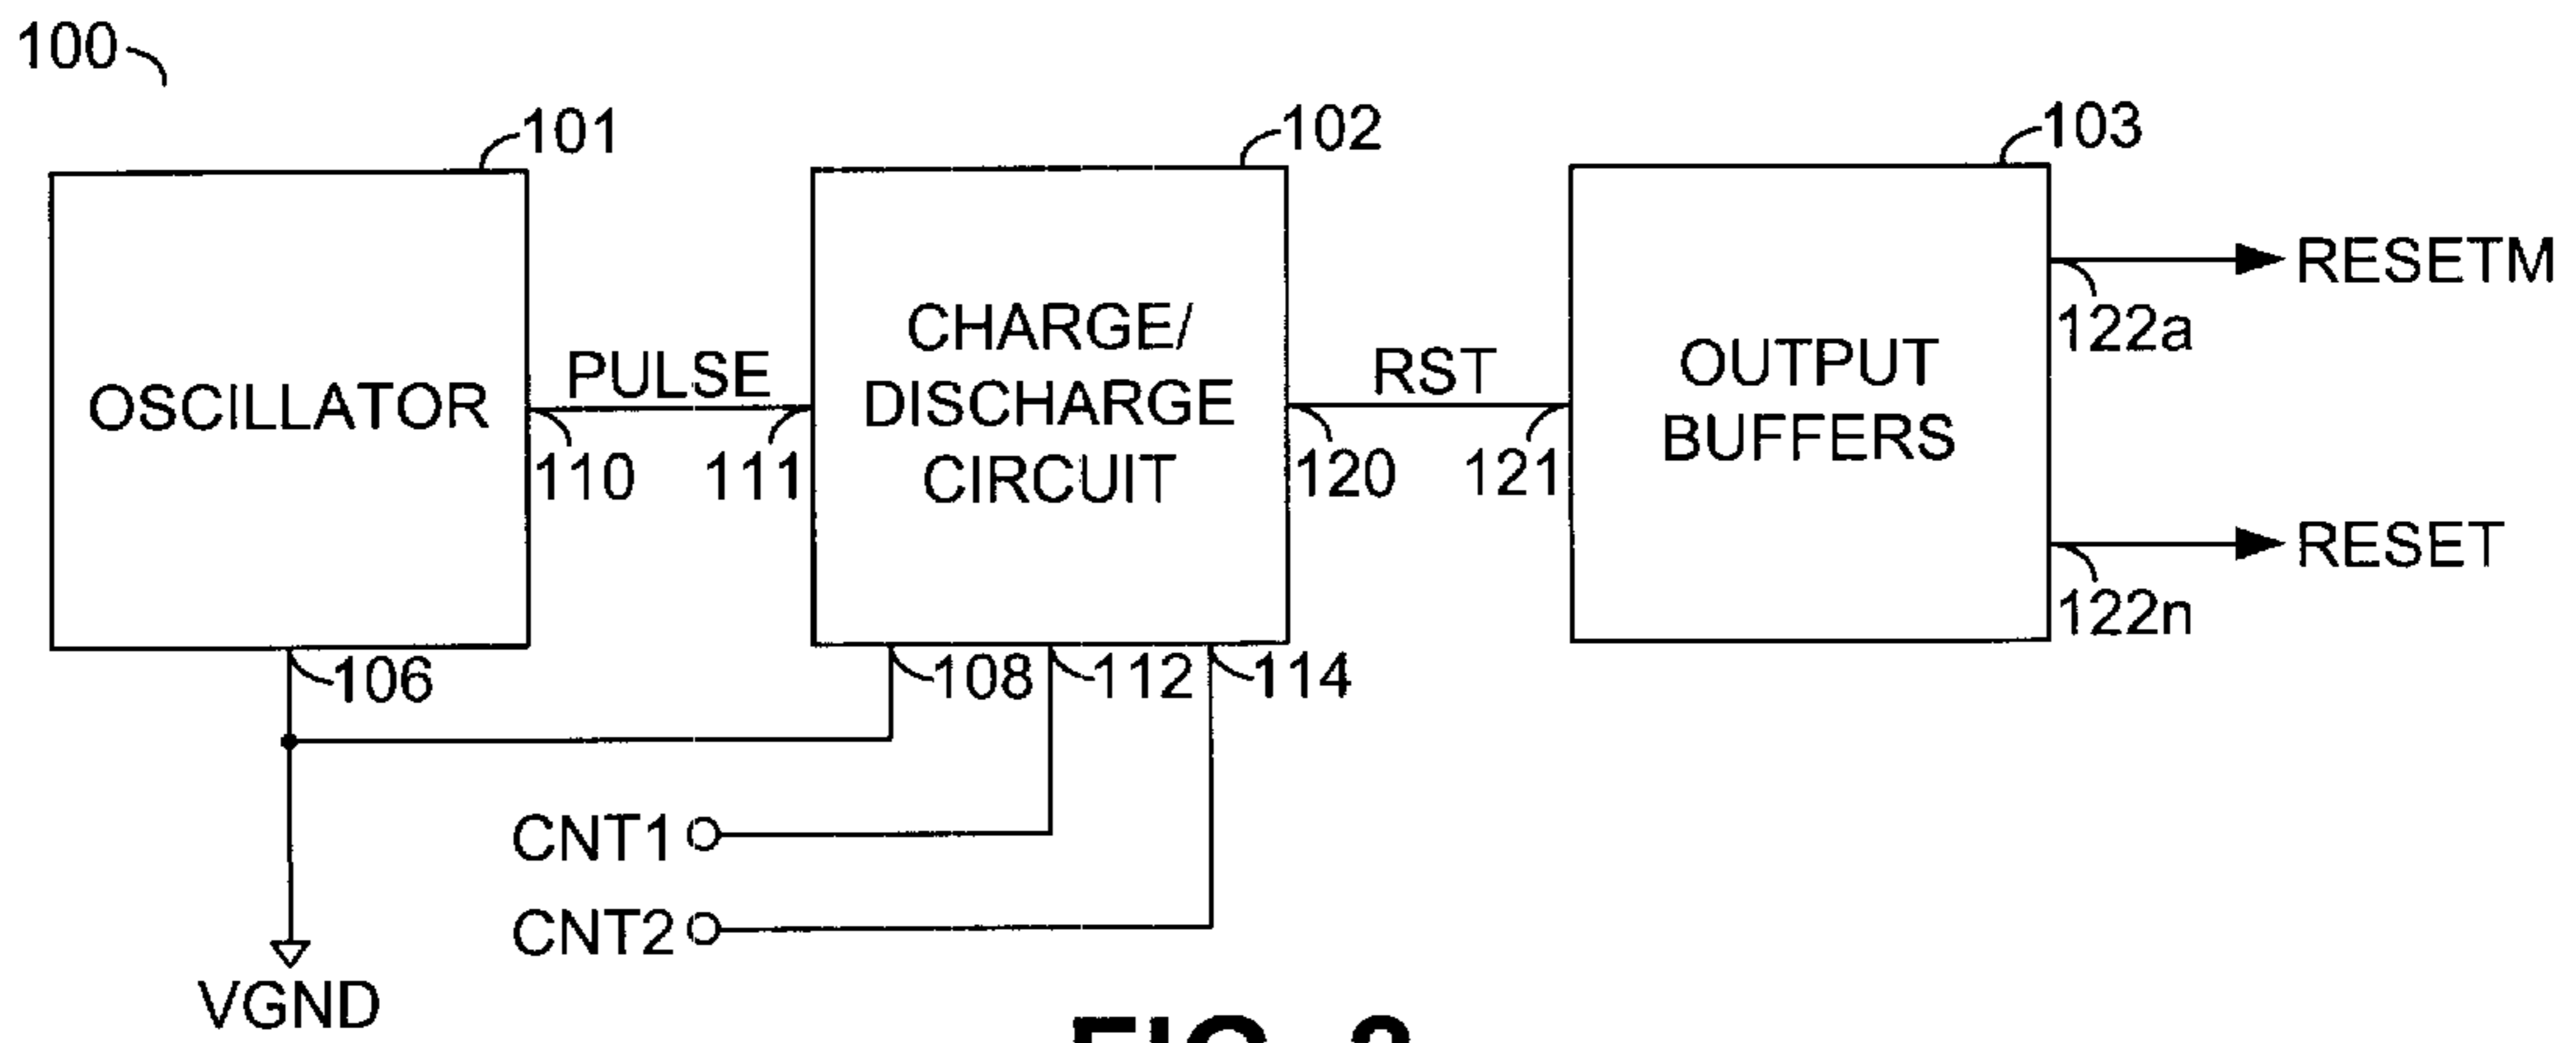 100
101
102
103
OSCILLATOR
PULSE
110
111
CHARGE/
DISCHARGE
CIRCUIT
RST
120
121
OUTPUT
BUFFERS
RESETM
122a
RESET
122n
106
108
112
114
CNT1
CNT2
VGND